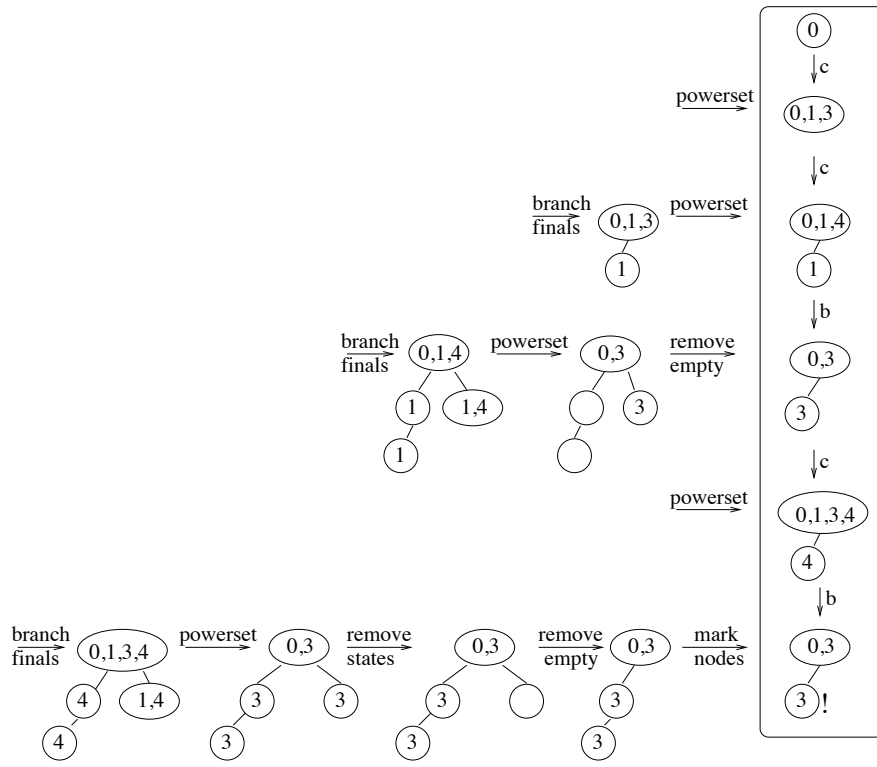 0
c
powerset
0,1,3
c
branch powerset
finals
0,1,3 0,1,4
1 1
b
branch powerset remove
finals empty
0,1,4 0,3 0,3
1 1,4 3 3
1
c
powerset
0,1,3,4
4
b
branch powerset remove remove mark
finals states empty nodes
0,1,3,4 0,3 0,3 0,3 0,3
4 1,4 3 3 3 3 3 !
4 3 3 3